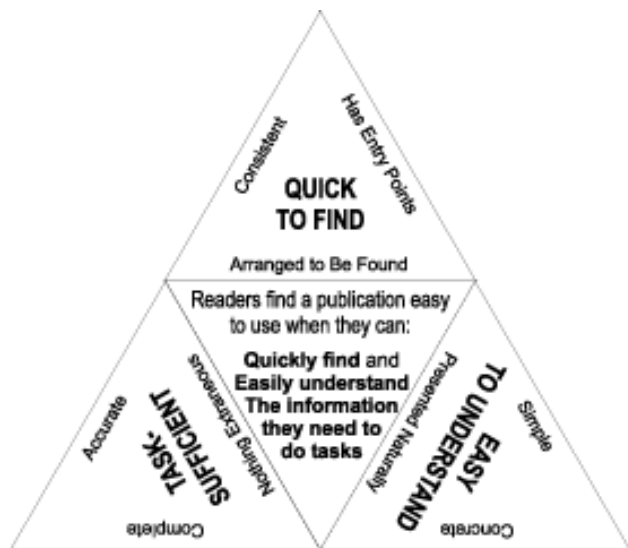 Consistent
Has Entry Points
QUICK
TO FIND
Arranged to Be Found
Readers find a publication easy
to use when they can:
Quickly find and
Easily understand
The information
they need to
do tasks
Accurate
TASK-
SUFFICIENT
Nothing Extraneous
Complete
Presented Naturally
EASY
TO UNDERSTAND
Simple
Concrete